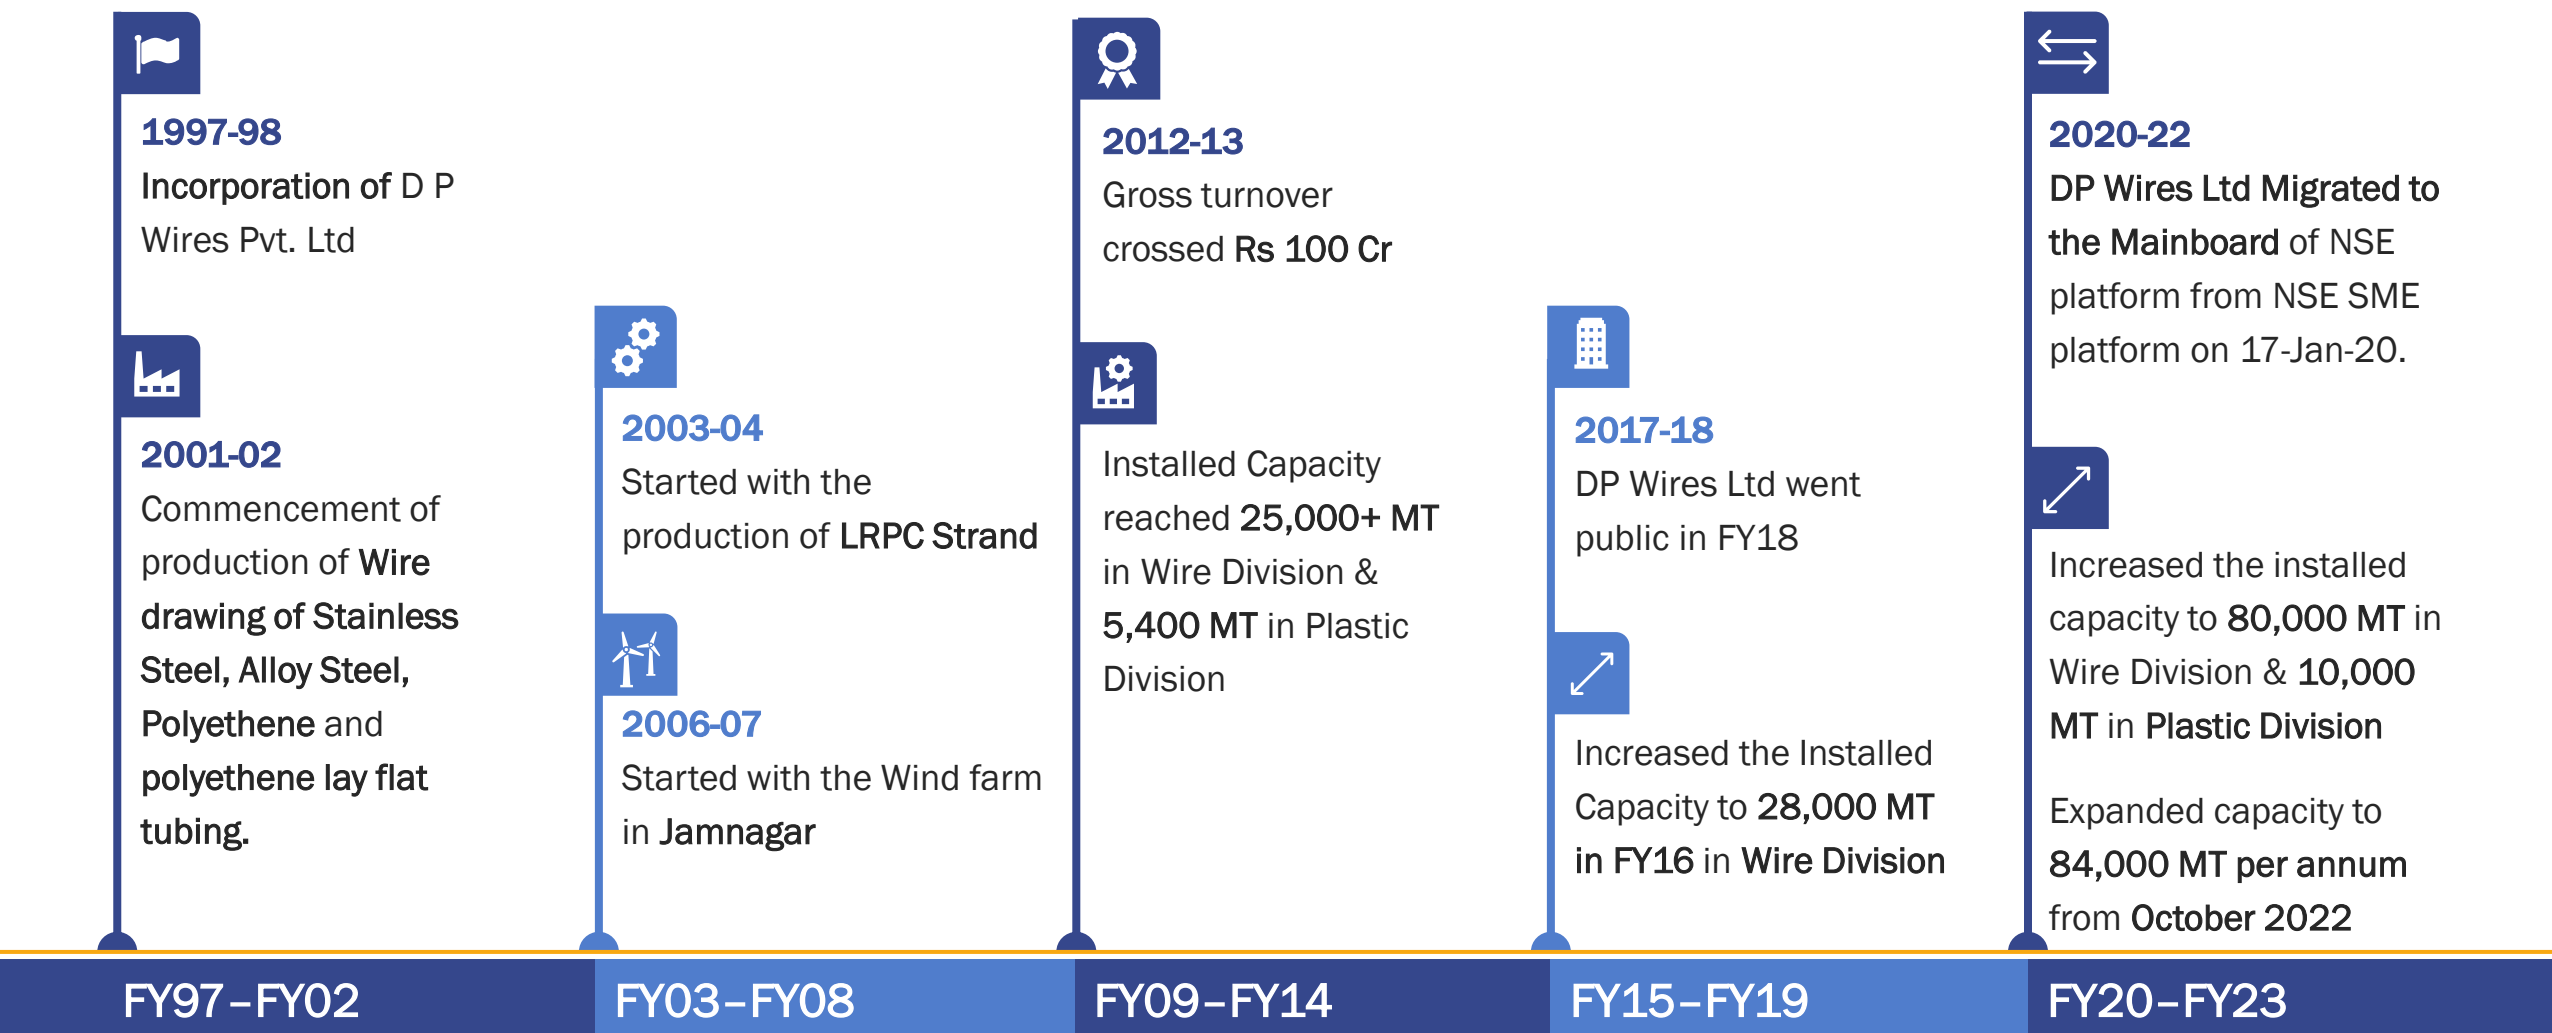 1997-98
Incorporation of D P
Wires Pvt. Ltd
2001-02
Commencement of
production of Wire
drawing of Stainless
Steel, Alloy Steel,
Polyethene and
polyethene lay flat
tubing.
2003-04
Started with the
production of LRPC Strand
2006-07
Started with the Wind farm
in Jamnagar
2012-13
Gross turnover
crossed Rs 100 Cr
Installed Capacity
reached 25,000+ MT
in Wire Division &
5,400 MT in Plastic
Division
2017-18
DP Wires Ltd went
public in FY18
Increased the Installed
Capacity to 28,000 MT
in FY16 in Wire Division
2020-22
DP Wires Ltd Migrated to
the Mainboard of NSE
platform from NSE SME
platform on 17-Jan-20.
Increased the installed
capacity to 80,000 MT in
Wire Division & 10,000
MT in Plastic Division
Expanded capacity to
84,000 MT per annum
from October 2022
FY97–FY02
FY03–FY08
FY09–FY14
FY15–FY19
FY20–FY23